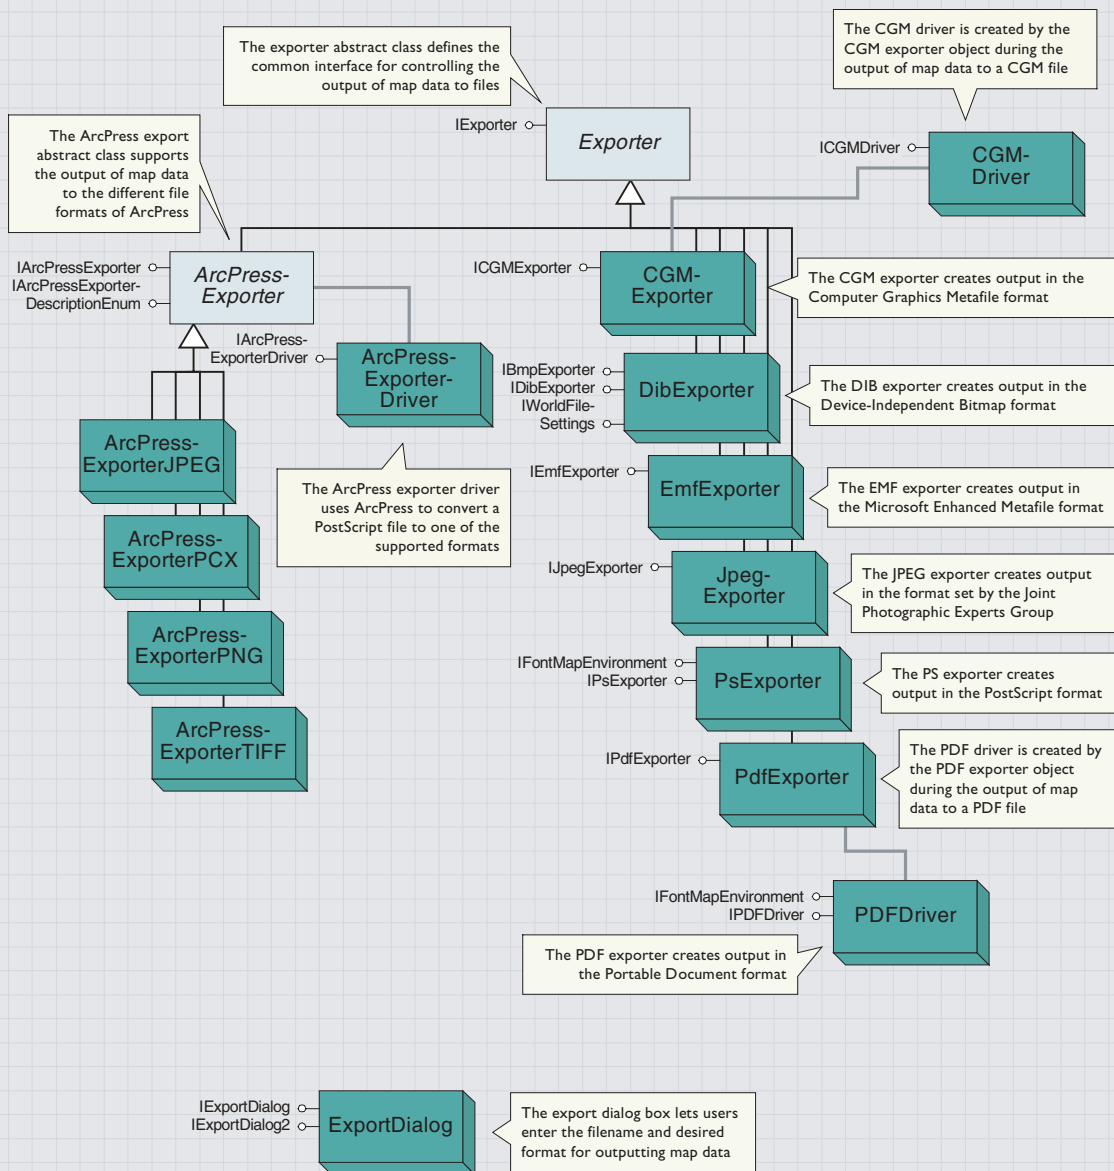 The CGM driver is created by the
CGM exporter object during the
output of map data to a CGM file
The exporter abstract class defines the
common interface for controlling the
output of map data to files
IExporter
Exporter
The ArcPress export
abstract class supports
the output of map data
to the different file
formats of ArcPress
ICGMDriver
CGM-
Driver
IArcPressExporter
IArcPressExporter-
DescriptionEnum
ArcPress-
Exporter
ICGMExporter
CGM-
Exporter
The CGM exporter creates output in the
Computer Graphics Metafile format
IArcPress-
ExporterDriver
ArcPress-
Exporter-
Driver
IBmpExporter
IDibExporter
IWorldFile-
Settings
DibExporter
The DIB exporter creates output in the
Device-Independent Bitmap format
ArcPress-
ExporterJPEG
The ArcPress exporter driver
uses ArcPress to convert a
PostScript file to one of the
supported formats
IEmfExporter
EmfExporter
The EMF exporter creates output in
the Microsoft Enhanced Metafile format
ArcPress-
ExporterPCX
IJpegExporter
Jpeg-
Exporter
The JPEG exporter creates output
in the format set by the Joint
Photographic Experts Group
ArcPress-
ExporterPNG
IFontMapEnvironment
IPsExporter
PsExporter
The PS exporter creates
output in the PostScript format
ArcPress-
ExporterTIFF
IPdfExporter
PdfExporter
The PDF driver is created by
the PDF exporter object
during the output of map
data to a PDF file
IFontMapEnvironment
IPDFDriver
PDFDriver
The PDF exporter creates output in
the Portable Document format
IExportDialog
IExportDialog2
ExportDialog
The export dialog box lets users
enter the filename and desired
format for outputting map data